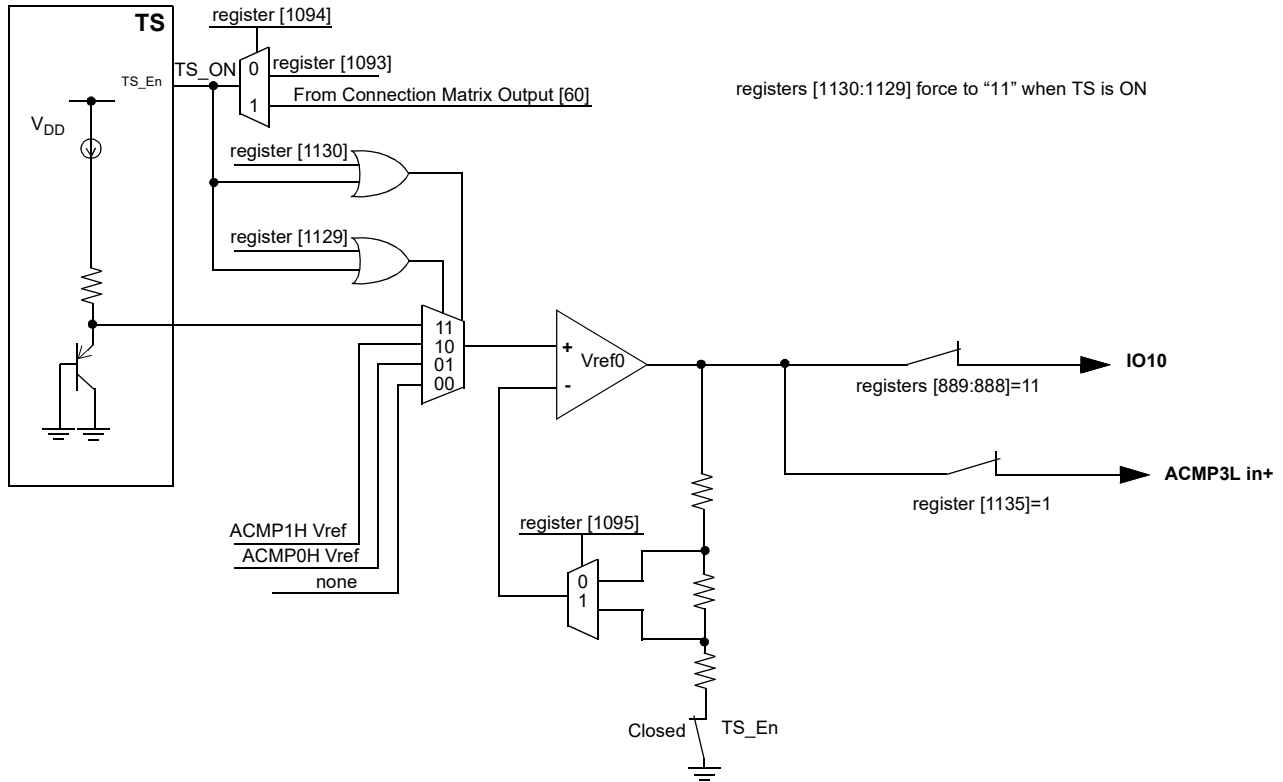 register [1094]
TS
TS_En
TS_ON
0
register [1093]
1
From Connection Matrix Output [60]
registers [1130:1129] force to “11” when TS is ON
VDD
register [1130]
register [1129]
11
10
01
00
+
Vref0
-
IO10
registers [889:888]=11
ACMP3L in+
register [1135]=1
ACMP1H Vref
ACMP0H Vref
none
register [1095]
0
1
Closed
TS_En